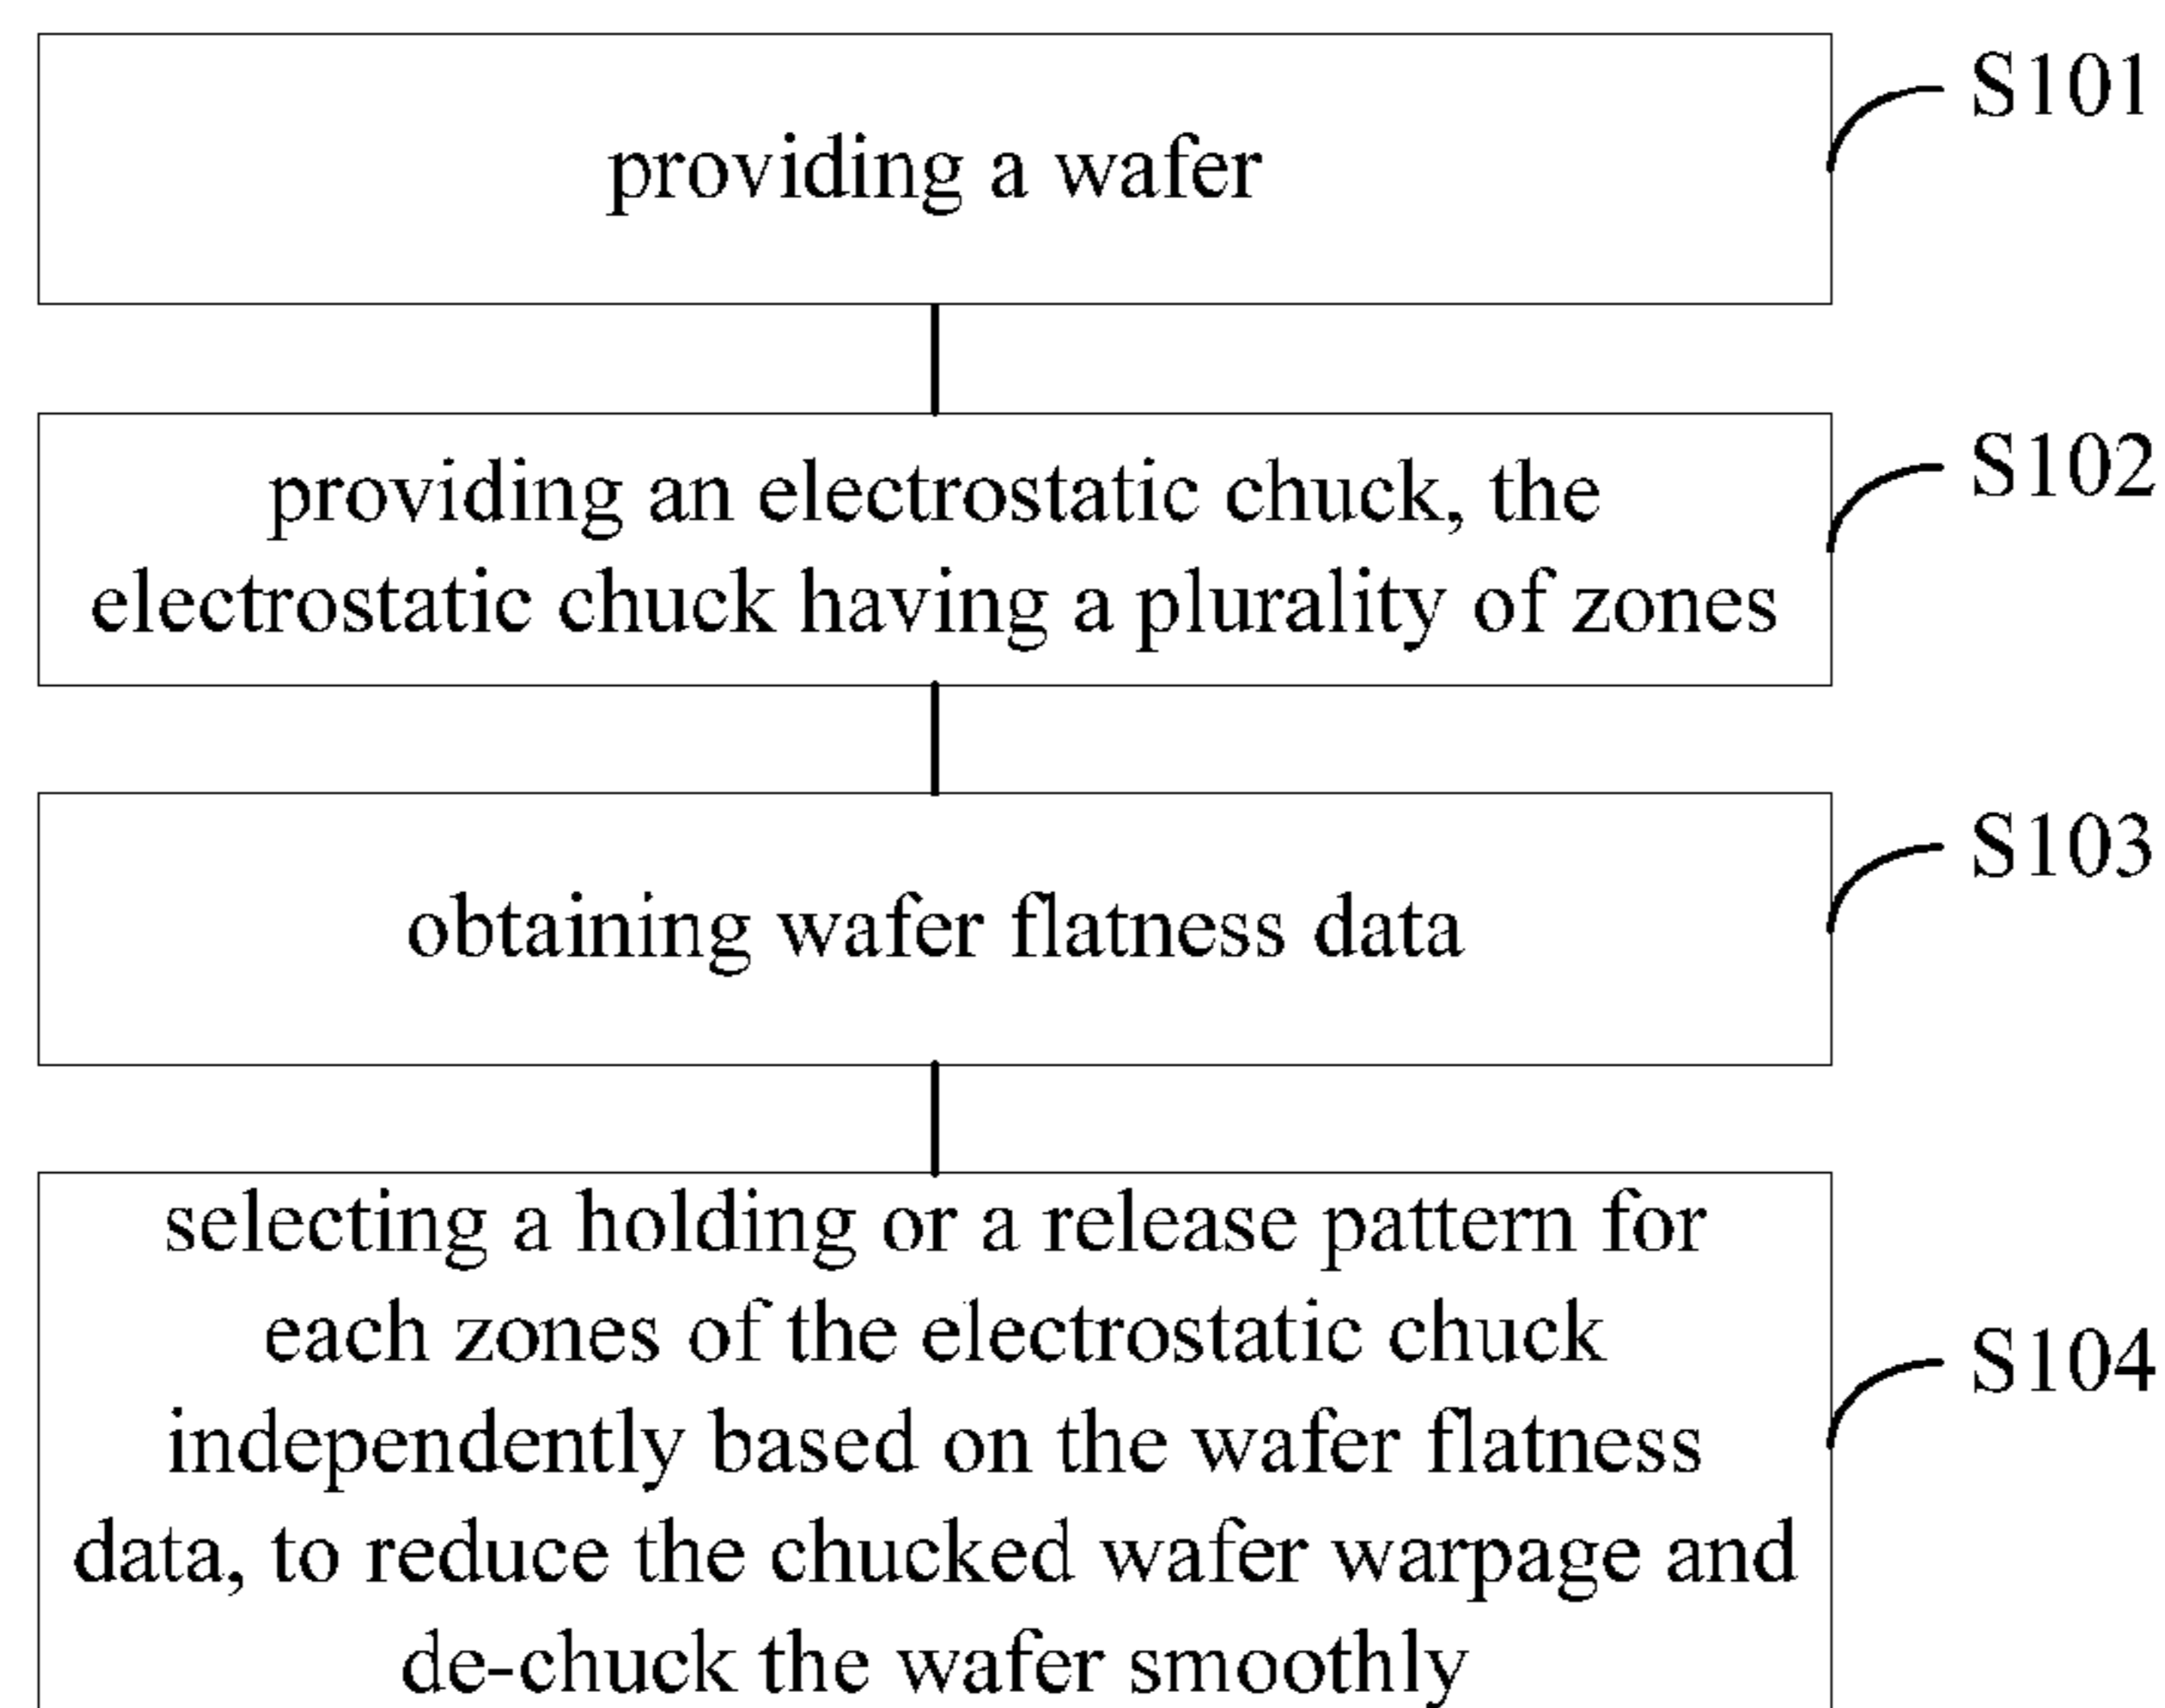 providing a wafer
S101
providing an electrostatic chuck, the
electrostatic chuck having a plurality of zones
S102
obtaining wafer flatness data
S103
selecting a holding or a release pattern for
each zones of the electrostatic chuck
independently based on the wafer flatness
data, to reduce the chucked wafer warpage and
de-chuck the wafer smoothly
S104